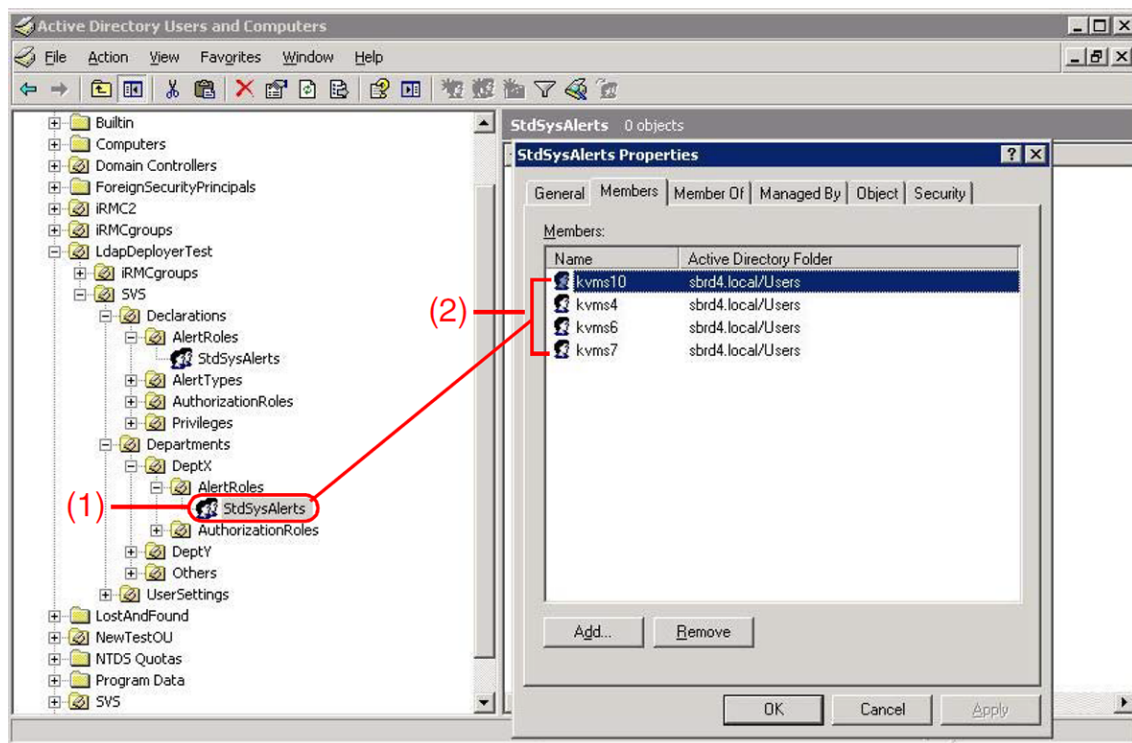 Active Directory Users and Computers
File Action View Favorites Window Help
Builtin
Computers
Domain Controllers
ForeignSecurityPrincipals
iRMC2
iRMCgroups
LdapDeployerTest
iRMCgroups
SVS
Declarations
AlertRoles
StdSysAlerts
AlertTypes
AuthorizationRoles
Privileges
Departments
DeptX
AlertRoles
(1)
StdSysAlerts
AuthorizationRoles
DeptY
Others
UserSettings
LostAndFound
NewTestOU
NTDS Quotas
Program Data
SVS
StdSysAlerts 0 objects
StdSysAlerts Properties
General Members Member Of Managed By Object Security
Members:
Name Active Directory Folder
(2)
kvms10 sbrd4.local/Users
kvms4 sbrd4.local/Users
kvms6 sbrd4.local/Users
kvms7 sbrd4.local/Users
Add... Remove
OK Cancel Apply